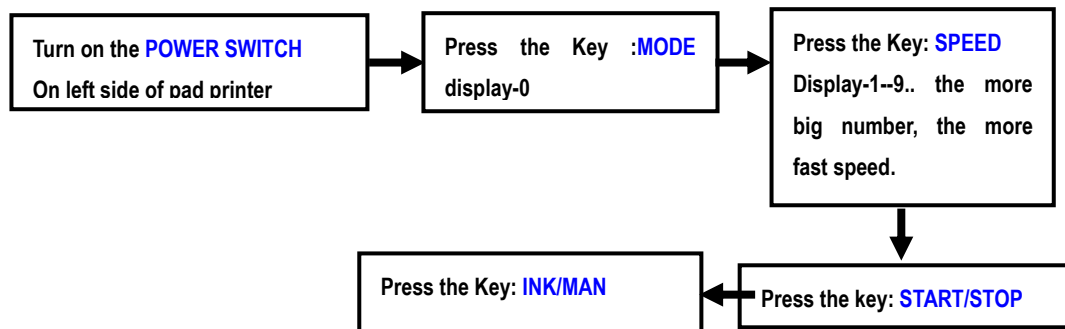 Turn on the POWER SWITCH
On left side of pad printer
Press the Key :MODE
display-0
Press the Key: SPEED
Display-1--9.. the more
big number, the more
fast speed.
Press the key: START/STOP
Press the Key: INK/MAN